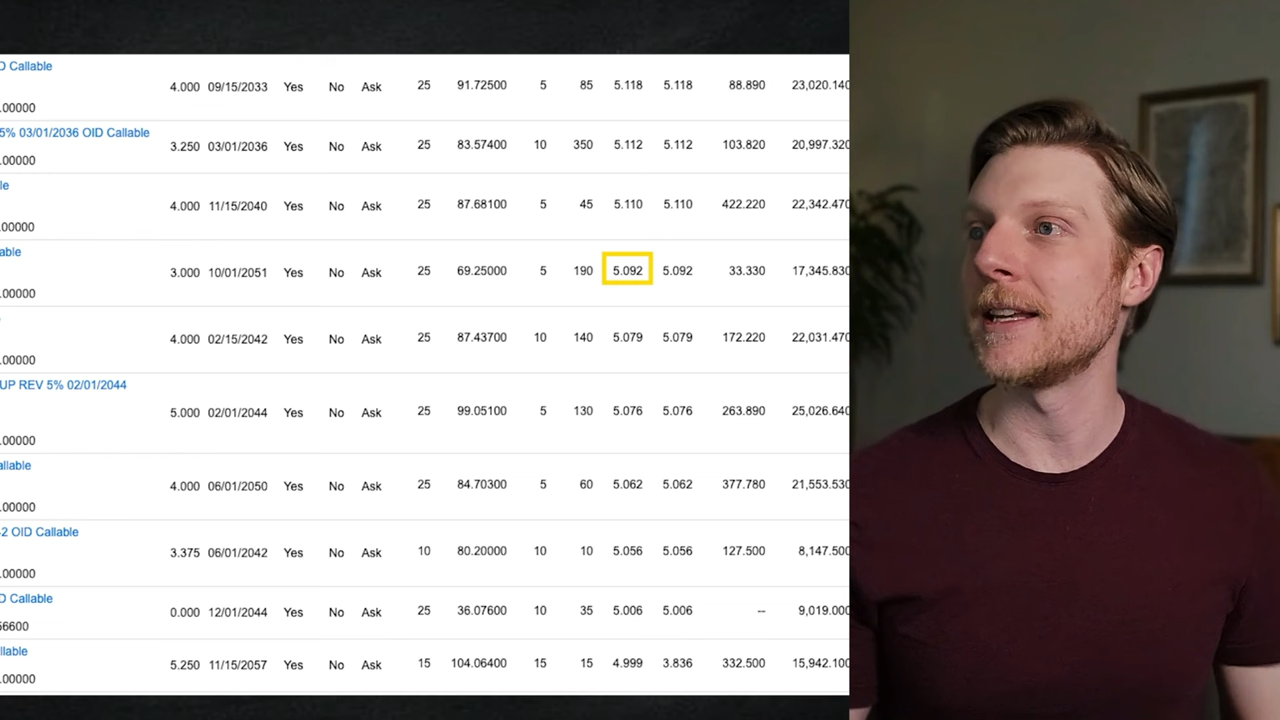 D Callable
4.000 09/15/2033 Yes No Ask 25 91.72500 5 85 5.118 5.118 88.890 23,020.140
.00000
5% 03/01/2036 OID Callable
3.250 03/01/2036 Yes No Ask 25 83.57400 10 350 5.112 5.112 103.820 20,997.320
.00000
le
4.000 11/15/2040 Yes No Ask 25 87.68100 5 45 5.110 5.110 422.220 22,342.470
.00000
able
3.000 10/01/2051 Yes No Ask 25 69.25000 5 190 5.092 5.092 33.330 17,345.830
.00000
4.000 02/15/2042 Yes No Ask 25 87.43700 10 140 5.079 5.079 172.220 22,031.470
.00000
UP REV 5% 02/01/2044
5.000 02/01/2044 Yes No Ask 25 99.05100 5 130 5.076 5.076 263.890 25,026.640
.00000
allable
4.000 06/01/2050 Yes No Ask 25 84.70300 5 60 5.062 5.062 377.780 21,553.530
.00000
2 OID Callable
3.375 06/01/2042 Yes No Ask 10 80.20000 10 10 5.056 5.056 127.500 8,147.500
.00000
D Callable
0.000 12/01/2044 Yes No Ask 25 36.07600 10 35 5.006 5.006 -- 9,019.000
56600
llable
5.250 11/15/2057 Yes No Ask 15 104.06400 15 15 4.999 3.836 332.500 15,942.100
.00000